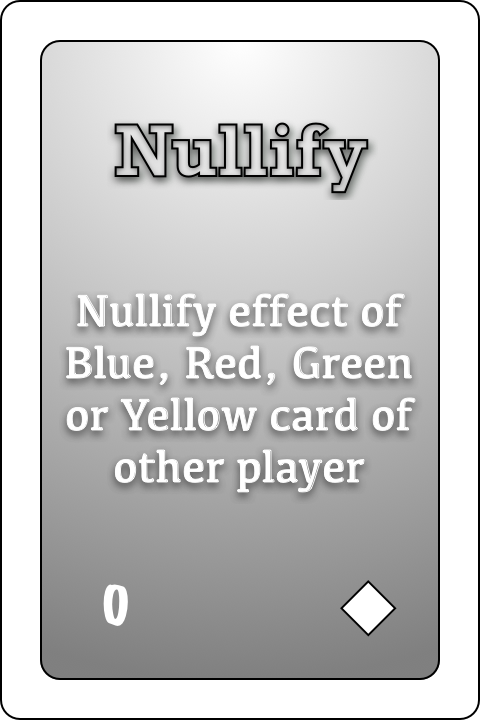 Nullify
Nullify effect of
Blue, Red, Green
or Yellow card of
other player
0